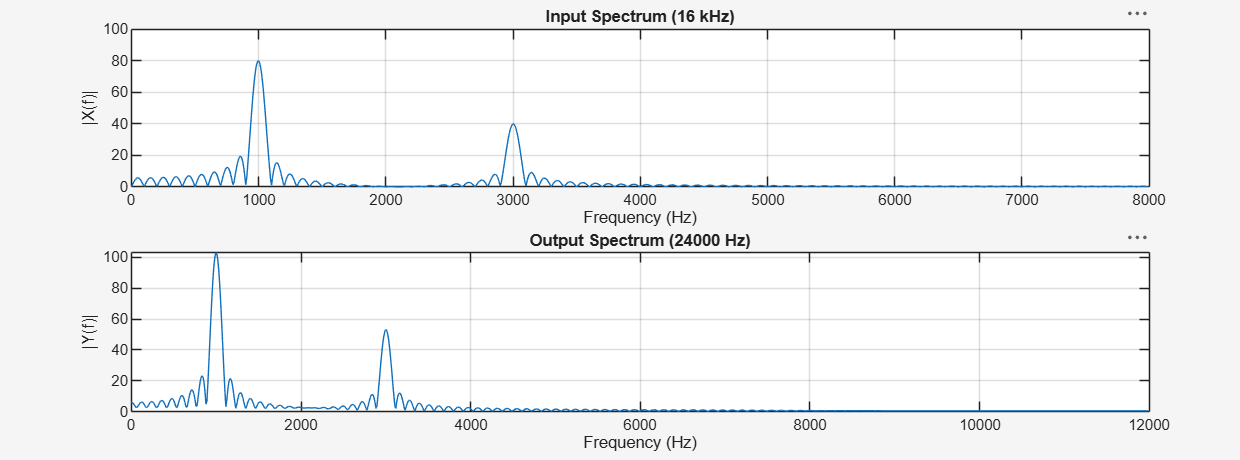 Input Spectrum (16 kHz)
100
80
60
40
20
0
|X(f)|
0 1000 2000 3000 4000 5000 6000 7000 8000
Frequency (Hz)
Output Spectrum (24000 Hz)
100
80
60
40
20
0
|Y(f)|
0 2000 4000 6000 8000 10000 12000
Frequency (Hz)